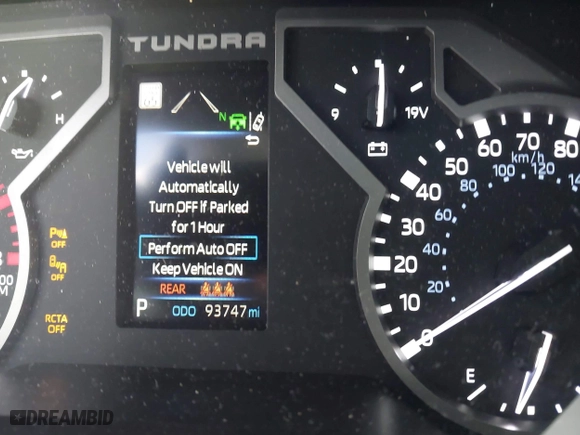 TUNDRA
N
Vehicle will
Automatically
Turn OFF if Parked
for 1 Hour
Perform Auto OFF
Keep Vehicle ON
REAR
P ODO 93747 mi
H
P
OFF
OFF
RCTA
OFF
9 19V
0 10 20 30 40 50 60 70 80
km/h
20 40 60 80 100 120
E
DREAMBID